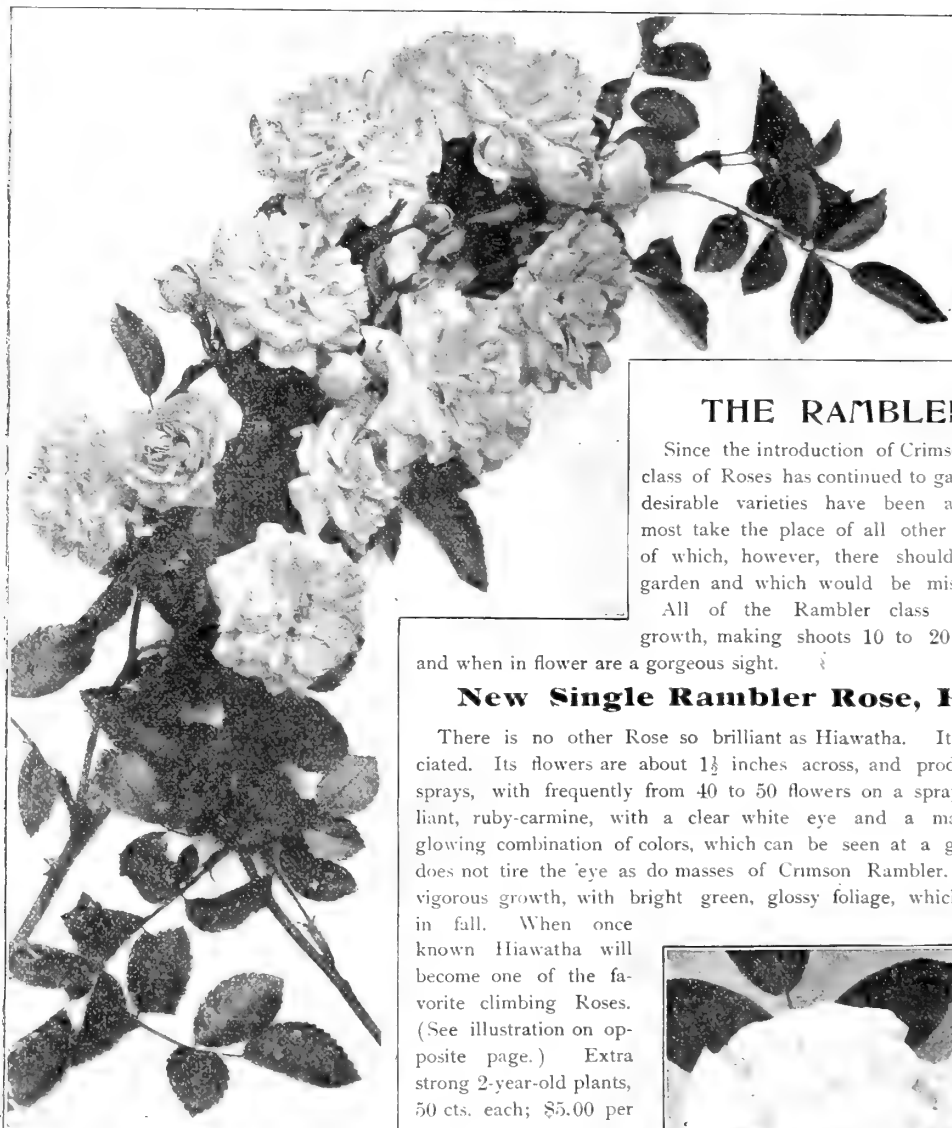 THE RAMBLE
Since the introduction of Crims
class of Roses has continued to ga
desirable varieties have been a
most take the place of all other
of which, however, there should
garden and which would be mis
All of the Rambler class
growth, making shoots 10 to 20
and when in flower are a gorgeous sight.
New Single Rambler Rose, H
There is no other Rose so brilliant as Hiawatha. It
ciated. Its flowers are about 1½ inches across, and prod
sprays, with frequently from 40 to 50 flowers on a spra
liant, ruby-carmine, with a clear white eye and a ma
glowing combination of colors, which can be seen at a g
does not tire the eye as do masses of Crimson Rambler.
vigorous growth, with bright green, glossy foliage, which
in fall. When once
known Hiawatha will
become one of the fa-
vorite climbing Roses.
(See illustration on op-
posite page.) Extra
strong 2-year-old plants,
50 cts. each; $5.00 per